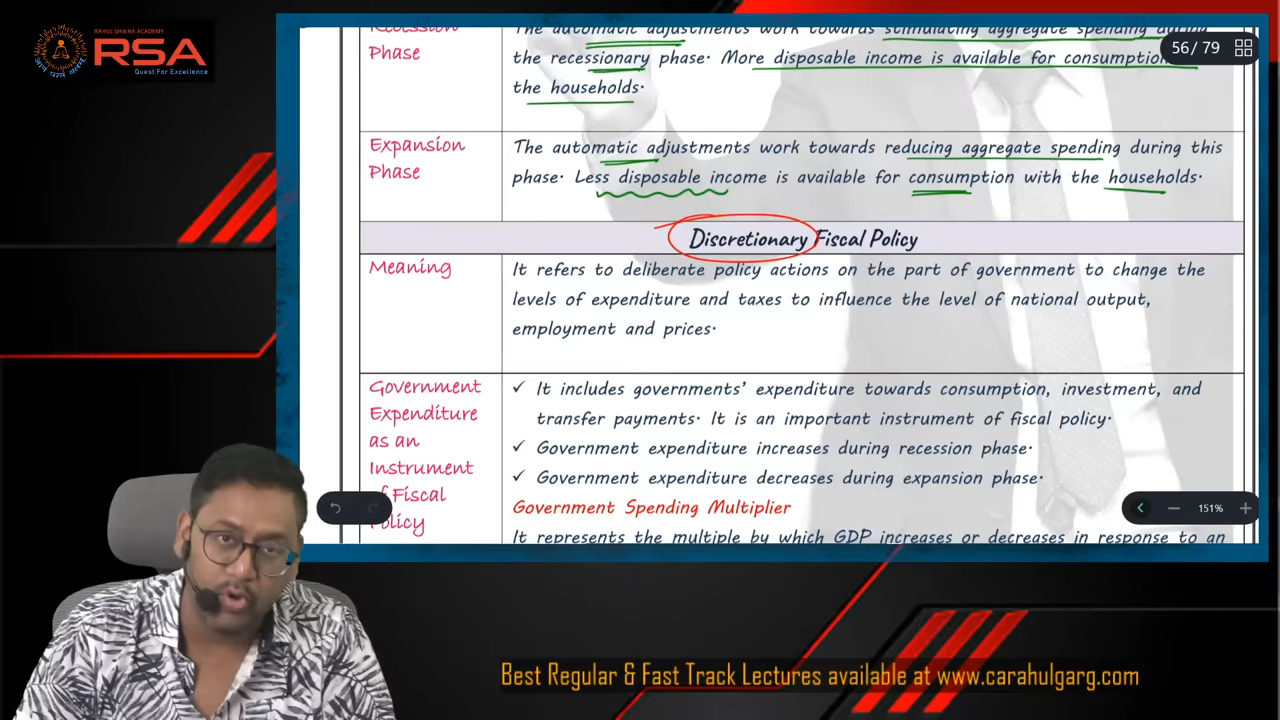 RAHUL SHIKHA ACADEMY
RSA
Quest For Excellence
56 / 79
Recession
Phase
The automatic adjustments work towards stimulating aggregate spending during
the recessionary phase. More disposable income is available for consumption
the households.
Expansion
Phase
The automatic adjustments work towards reducing aggregate spending during this
phase. Less disposable income is available for consumption with the households.
Discretionary Fiscal Policy
Meaning
It refers to deliberate policy actions on the part of government to change the
levels of expenditure and taxes to influence the level of national output,
employment and prices.
Government
Expenditure
as an
Instrument
of Fiscal
Policy
✓ It includes governments' expenditure towards consumption, investment, and
transfer payments. It is an important instrument of fiscal policy.
✓ Government expenditure increases during recession phase.
✓ Government expenditure decreases during expansion phase.
Government Spending Multiplier
It represents the multiple by which GDP increases or decreases in response to an
151%
Best Regular & Fast Track Lectures available at www.carahulgarg.com